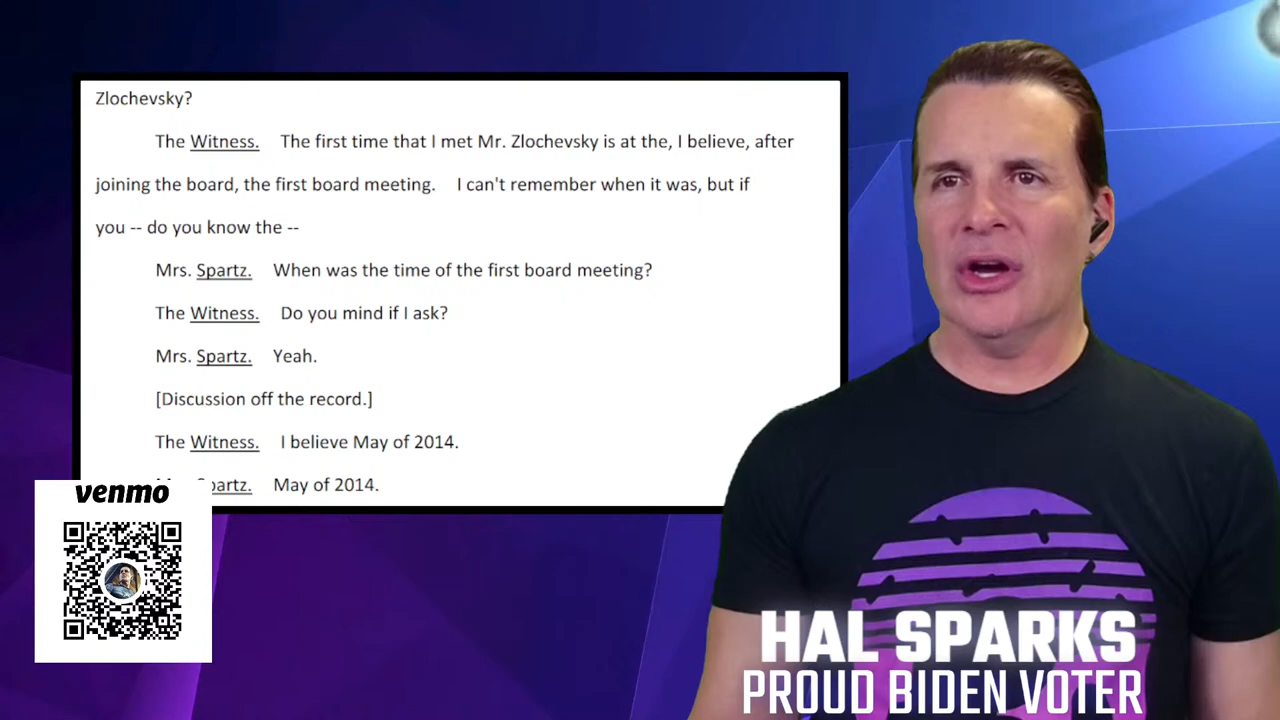 Zlochevsky?
The Witness. The first time that I met Mr. Zlochevsky is at the, I believe, after
joining the board, the first board meeting. I can't remember when it was, but if
you -- do you know the --
Mrs. Spartz. When was the time of the first board meeting?
The Witness. Do you mind if I ask?
Mrs. Spartz. Yeah.
[Discussion off the record.]
The Witness. I believe May of 2014.
May of 2014.
venmo
HAL SPARKS
PROUD BIDEN VOTER